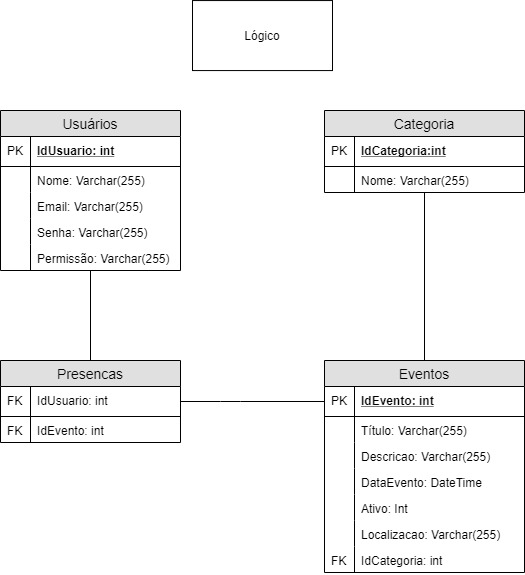 Lógico
Usuários
PK IdUsuario: int
Nome: Varchar(255)
Email: Varchar(255)
Senha: Varchar(255)
Permissão: Varchar(255)
Categoria
PK IdCategoria:int
Nome: Varchar(255)
Presencas
FK IdUsuario: int
FK IdEvento: int
Eventos
PK IdEvento: int
Título: Varchar(255)
Descricao: Varchar(255)
DataEvento: DateTime
Ativo: Int
Localizacao: Varchar(255)
FK IdCategoria: int